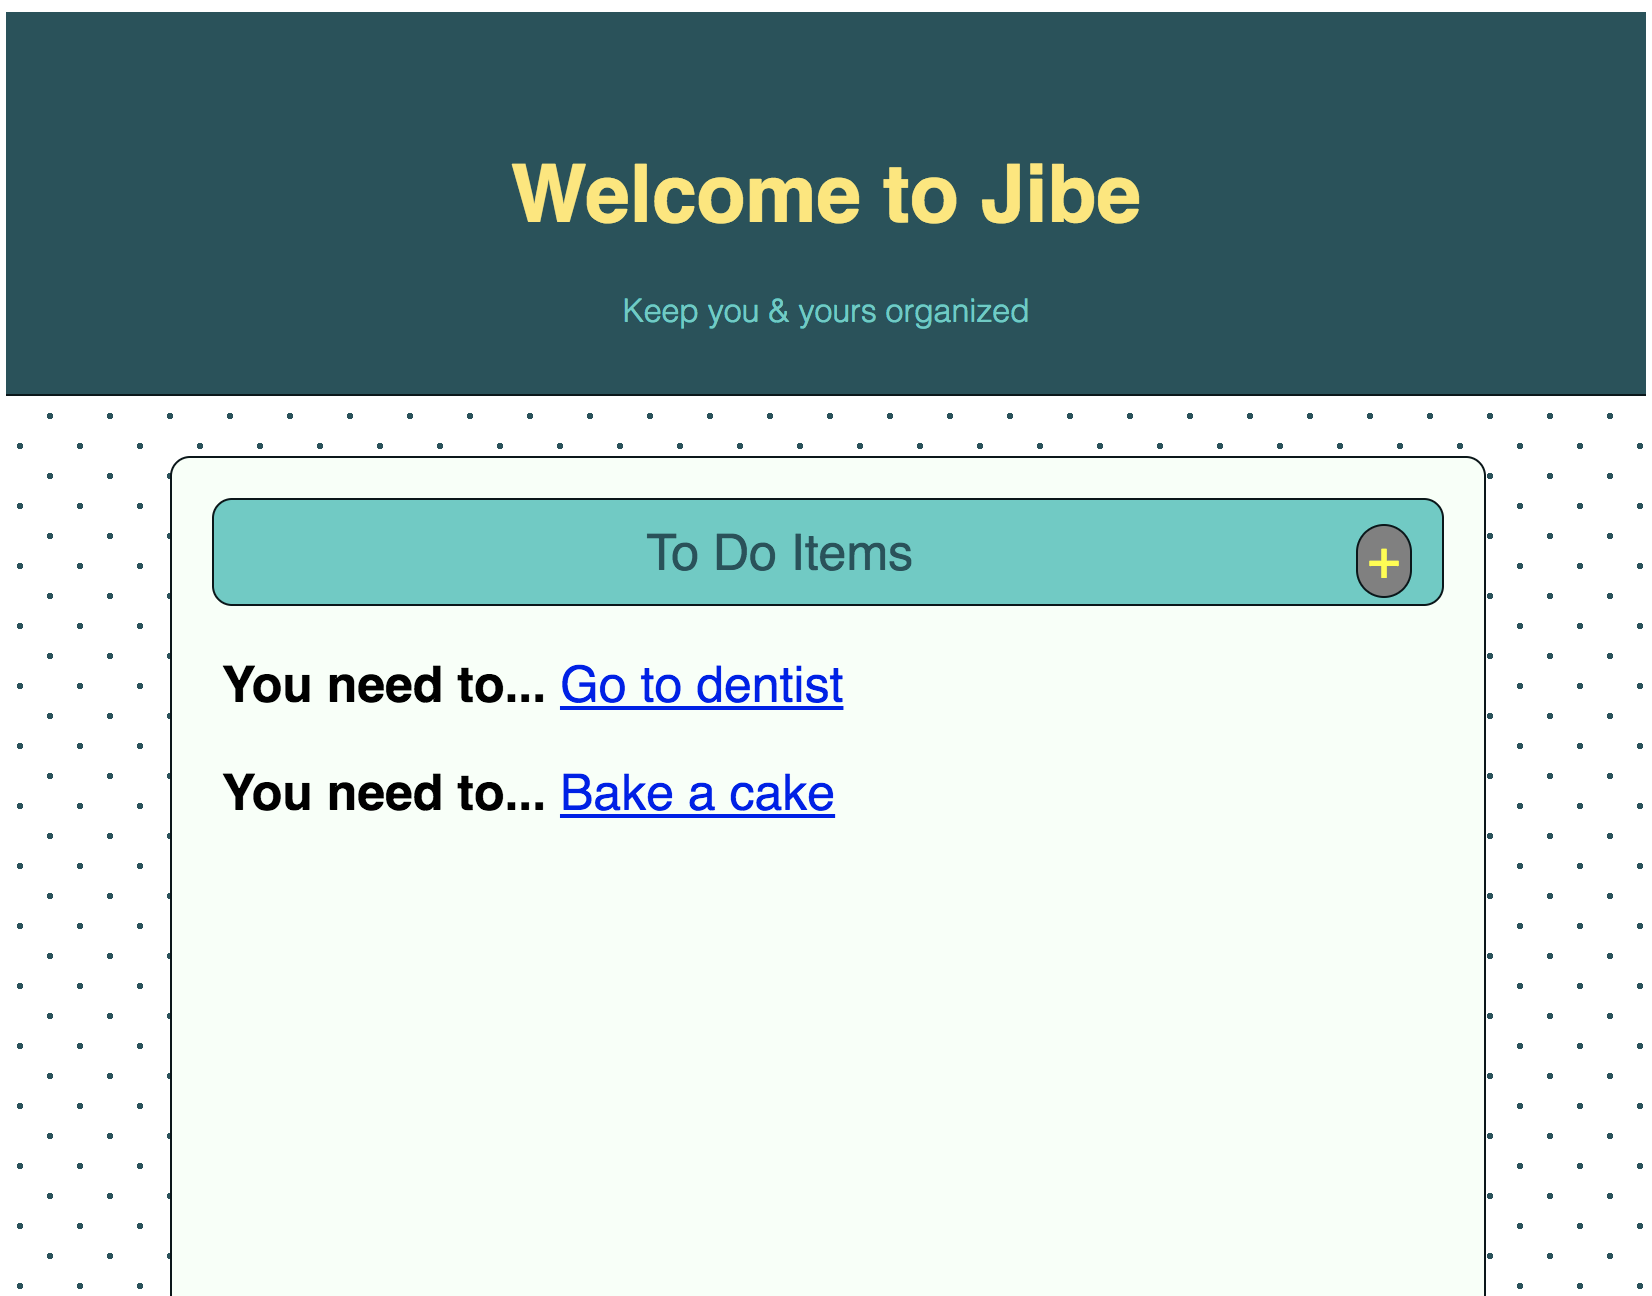 Welcome to Jibe
Keep you & yours organized
To Do Items +
You need to... Go to dentist
You need to... Bake a cake